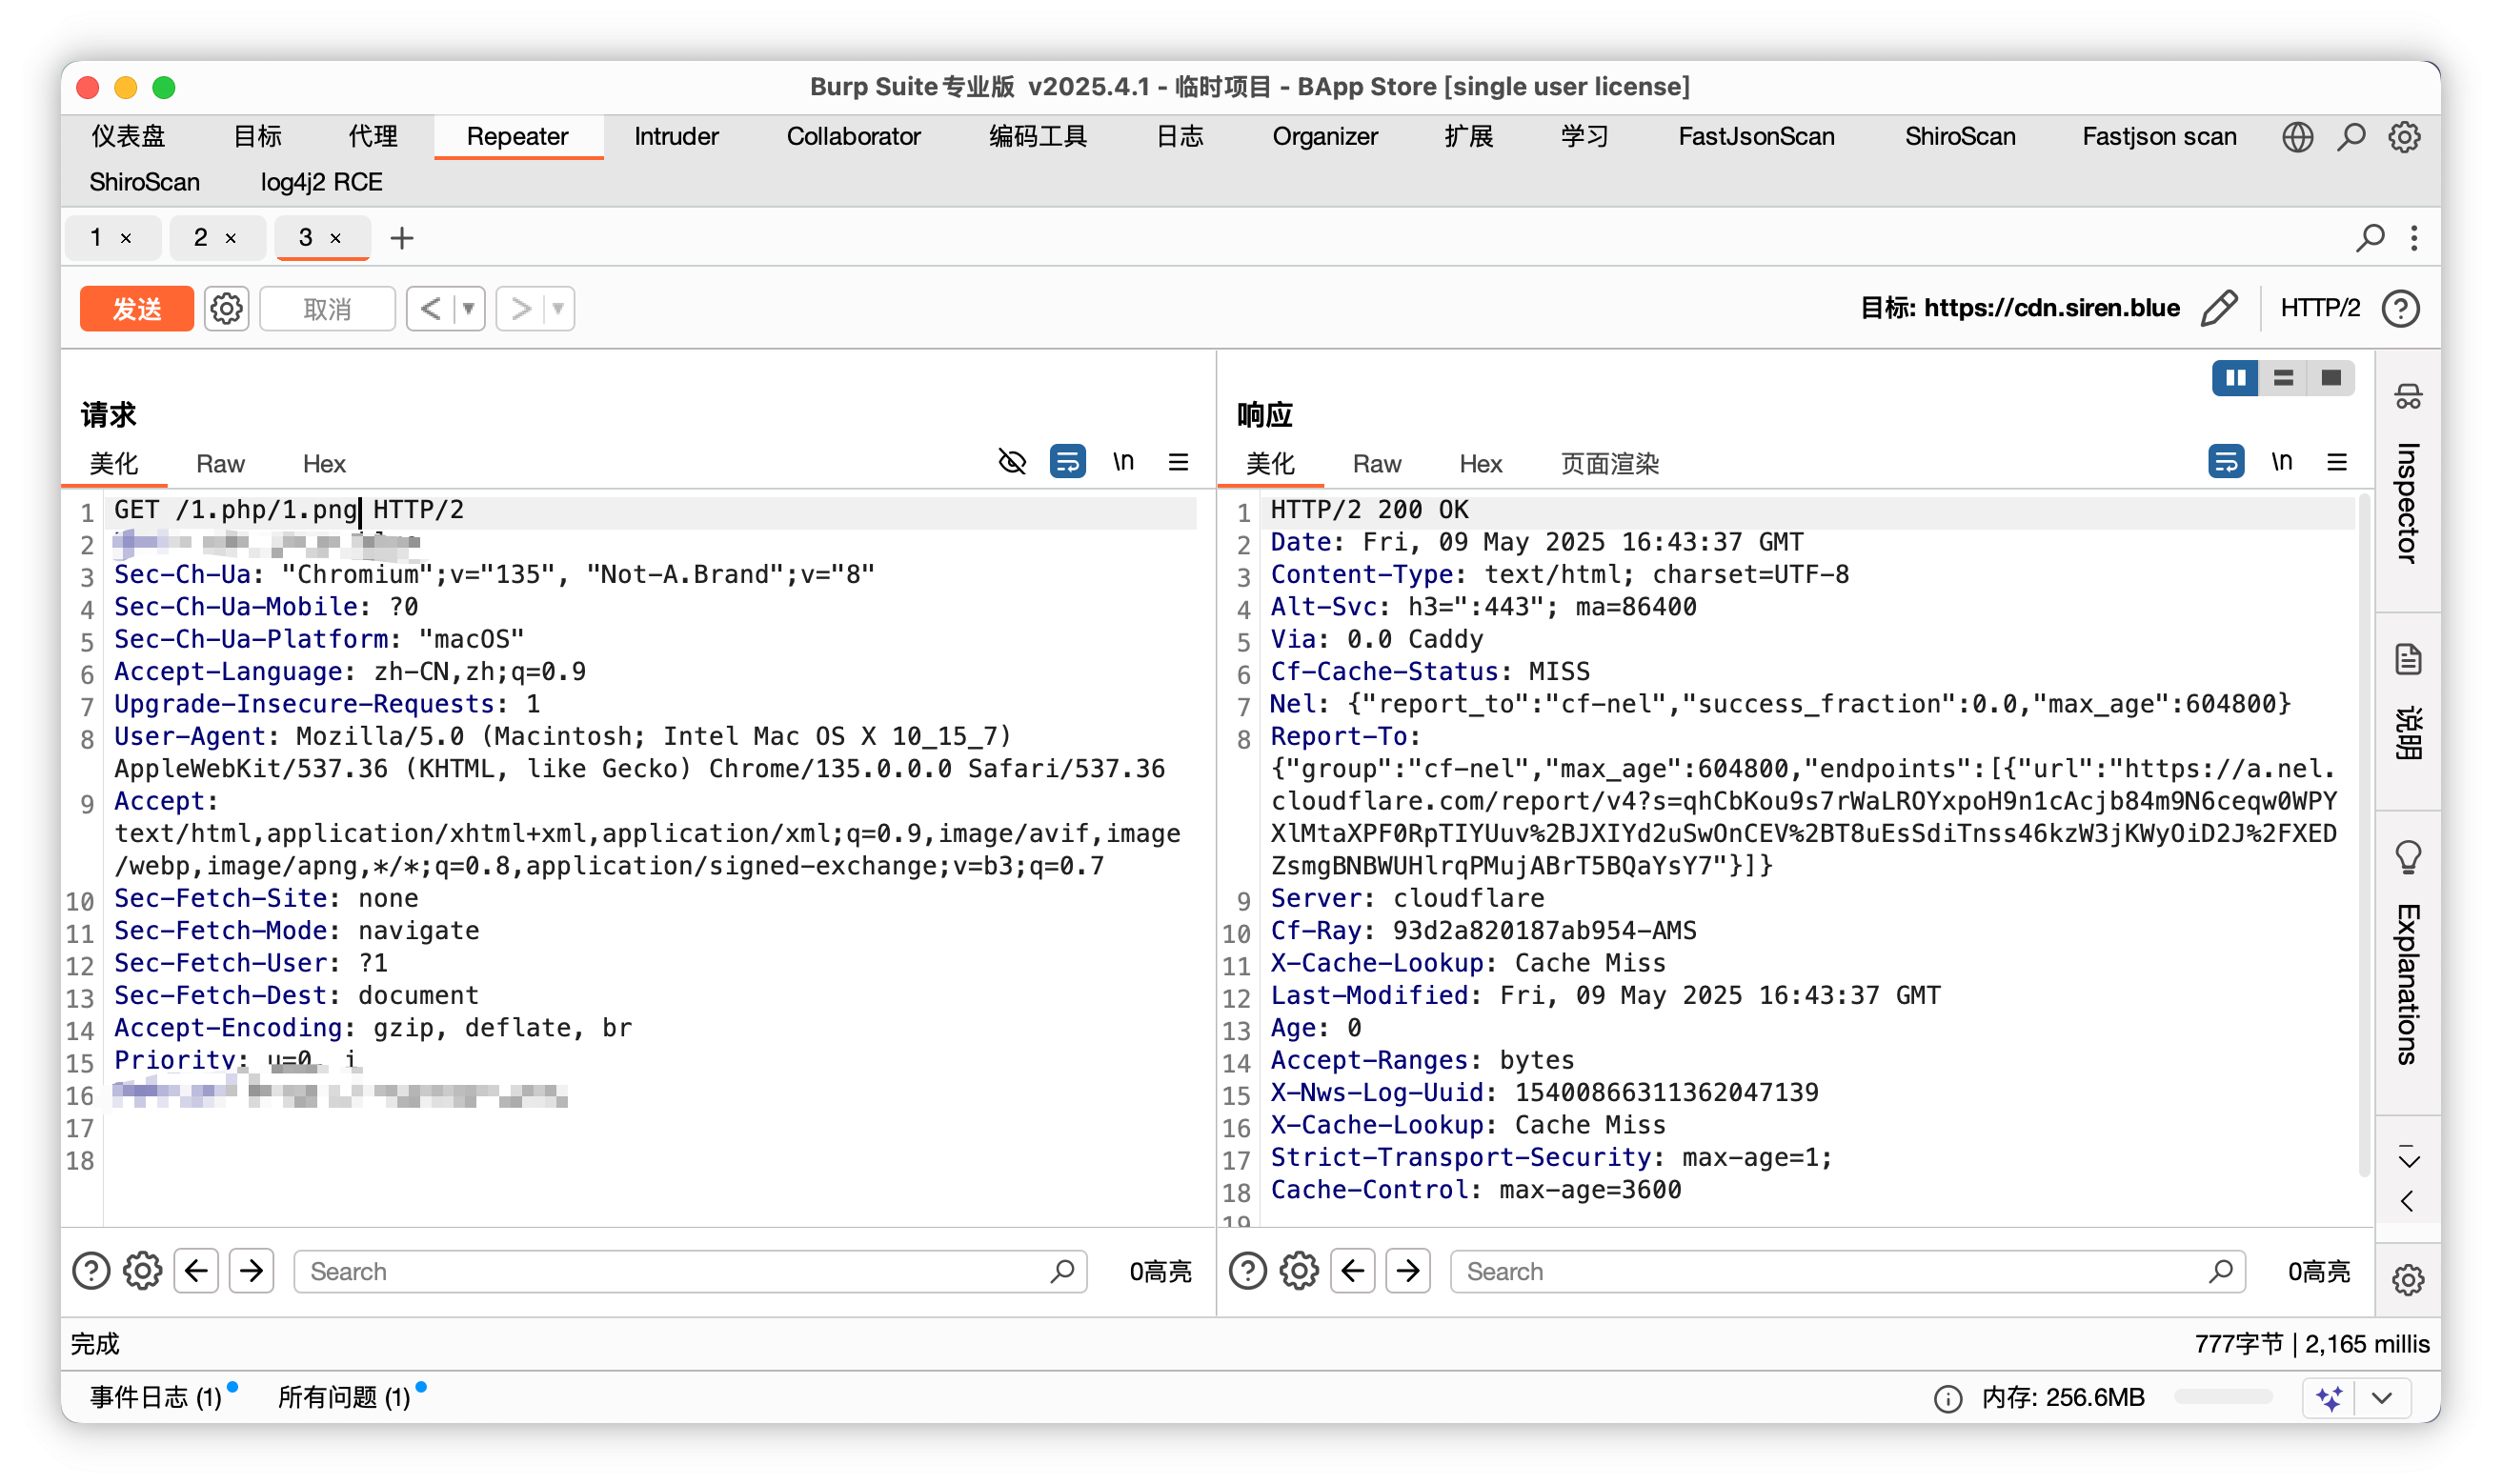 Burp Suite专业版 v2025.4.1 - 临时项目 - BApp Store [single user license]
仪表盘 目标 代理 Repeater Intruder Collaborator 编码工具 日志 Organizer 扩展 学习 FastJsonScan ShiroScan Fastjson scan
ShiroScan log4j2 RCE
1 × 2 × 3 × +
发送 取消 < > 目标: https://cdn.siren.blue HTTP/2
请求
美化 Raw Hex \n
1 GET /1.php/1.png HTTP/2
2
3 Sec-Ch-Ua: "Chromium";v="135", "Not-A.Brand";v="8"
4 Sec-Ch-Ua-Mobile: ?0
5 Sec-Ch-Ua-Platform: "macOS"
6 Accept-Language: zh-CN,zh;q=0.9
7 Upgrade-Insecure-Requests: 1
8 User-Agent: Mozilla/5.0 (Macintosh; Intel Mac OS X 10_15_7)
AppleWebKit/537.36 (KHTML, like Gecko) Chrome/135.0.0.0 Safari/537.36
9 Accept:
text/html,application/xhtml+xml,application/xml;q=0.9,image/avif,image
/webp,image/apng,*/*;q=0.8,application/signed-exchange;v=b3;q=0.7
10 Sec-Fetch-Site: none
11 Sec-Fetch-Mode: navigate
12 Sec-Fetch-User: ?1
13 Sec-Fetch-Dest: document
14 Accept-Encoding: gzip, deflate, br
15 Priority: u=0, i
16
17
18
Search 0高亮
响应
美化 Raw Hex 页面渲染 \n
1 HTTP/2 200 OK
2 Date: Fri, 09 May 2025 16:43:37 GMT
3 Content-Type: text/html; charset=UTF-8
4 Alt-Svc: h3=":443"; ma=86400
5 Via: 0.0 Caddy
6 Cf-Cache-Status: MISS
7 Nel: {"report_to":"cf-nel","success_fraction":0.0,"max_age":604800}
8 Report-To:
{"group":"cf-nel","max_age":604800,"endpoints":[{"url":"https://a.nel.
cloudflare.com/report/v4?s=qhCbKou9s7rWaLROYxpoH9n1cAcjb84m9N6ceqw0WPY
XlMtaXPF0RpTIYUuv%2BJXIYd2uSwOnCEV%2BT8uEsSdiTnss46kzW3jKWyOiD2J%2FXED
ZsmgBNBWUHlrqPMujABrT5BQaYsY7"}]}
9 Server: cloudflare
10 Cf-Ray: 93d2a820187ab954-AMS
11 X-Cache-Lookup: Cache Miss
12 Last-Modified: Fri, 09 May 2025 16:43:37 GMT
13 Age: 0
14 Accept-Ranges: bytes
15 X-Nws-Log-Uuid: 15400866311362047139
16 X-Cache-Lookup: Cache Miss
17 Strict-Transport-Security: max-age=1;
18 Cache-Control: max-age=3600
19
Search 0高亮
Inspector
说明
Explanations
完成 777字节 | 2,165 millis
事件日志 (1) 所有问题 (1) 内存: 256.6MB